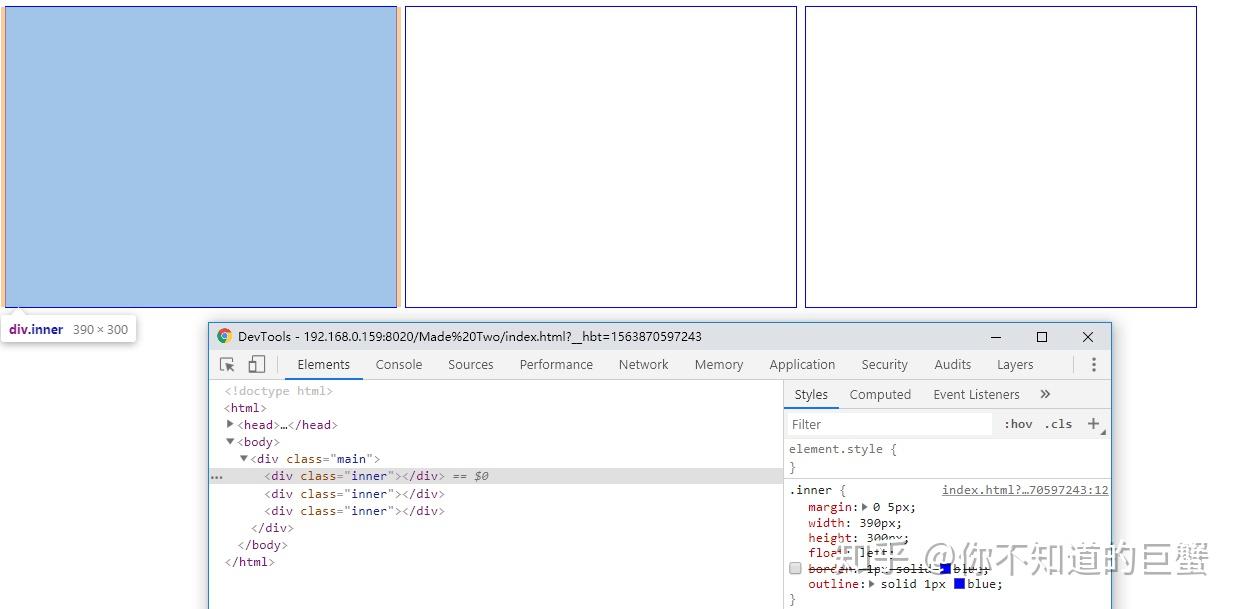 div.inner 390 × 300
DevTools - 192.168.0.159:8020/Made%20Two/index.html?__hbt=1563870597243
Elements Console Sources Performance Network Memory Application Security Audits Layers
<!doctype html>
<html>
<head>…</head>
<body>
<div class="main">
<div class="inner"></div> == $0
<div class="inner"></div>
<div class="inner"></div>
</div>
</body>
</html>
Styles Computed Event Listeners »
Filter :hov .cls +
element.style {
}
.inner { index.html?…70597243:12
margin: 0 5px;
width: 390px;
height: 300px;
float: left;
border: 1px solid blue;
outline: solid 1px blue;
}
知乎 @你不知道的巨蟹